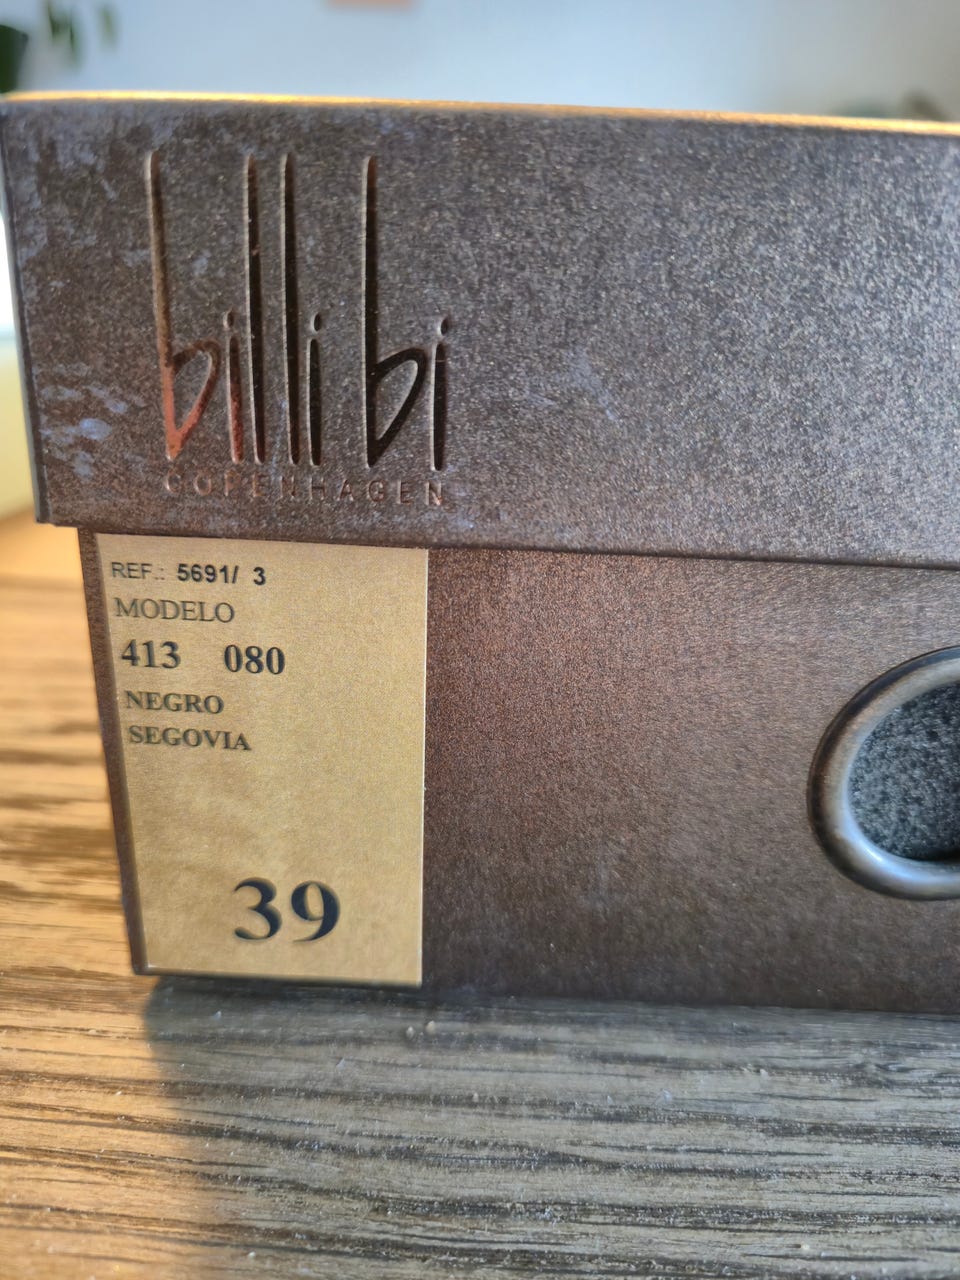 billi bi
COPENHAGEN
REF.: 5691/ 3
MODELO
413 080
NEGRO
SEGOVIA
39